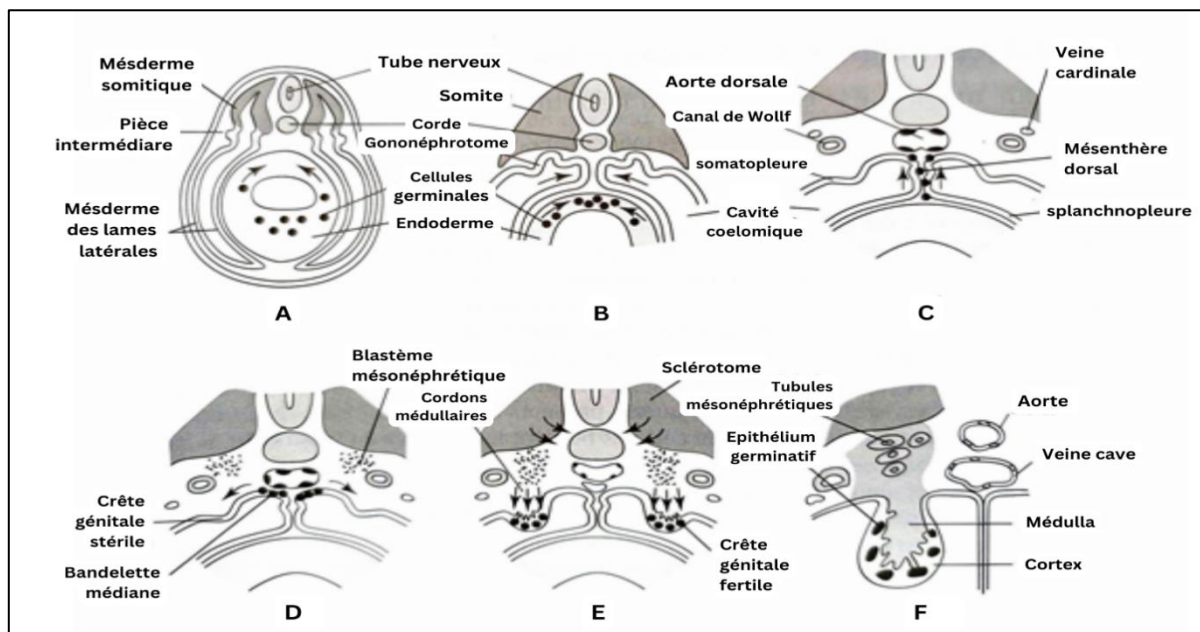 Mésderme
somitique
Pièce
intermédiare
Mésderme
des lames
latérales
Tube nerveux
Somite
Corde
Gononéphrotome
Cellules
germinales
Endoderme
Cavité
coelomique
Aorte dorsale
Canal de Wollf
somatopleure
Veine
cardinale
Mésenthère
dorsal
splanchnopleure
A
B
C
Blastème
mésonéphrétique
Cordons
médullaires
Crête
génitale
stérile
Bandelette
médiane
Sclérotome
Tubules
mésonéphrétiques
Epithélium
germinatif
Crête
génitale
fertile
Aorte
Veine cave
Médulla
Cortex
D
E
F